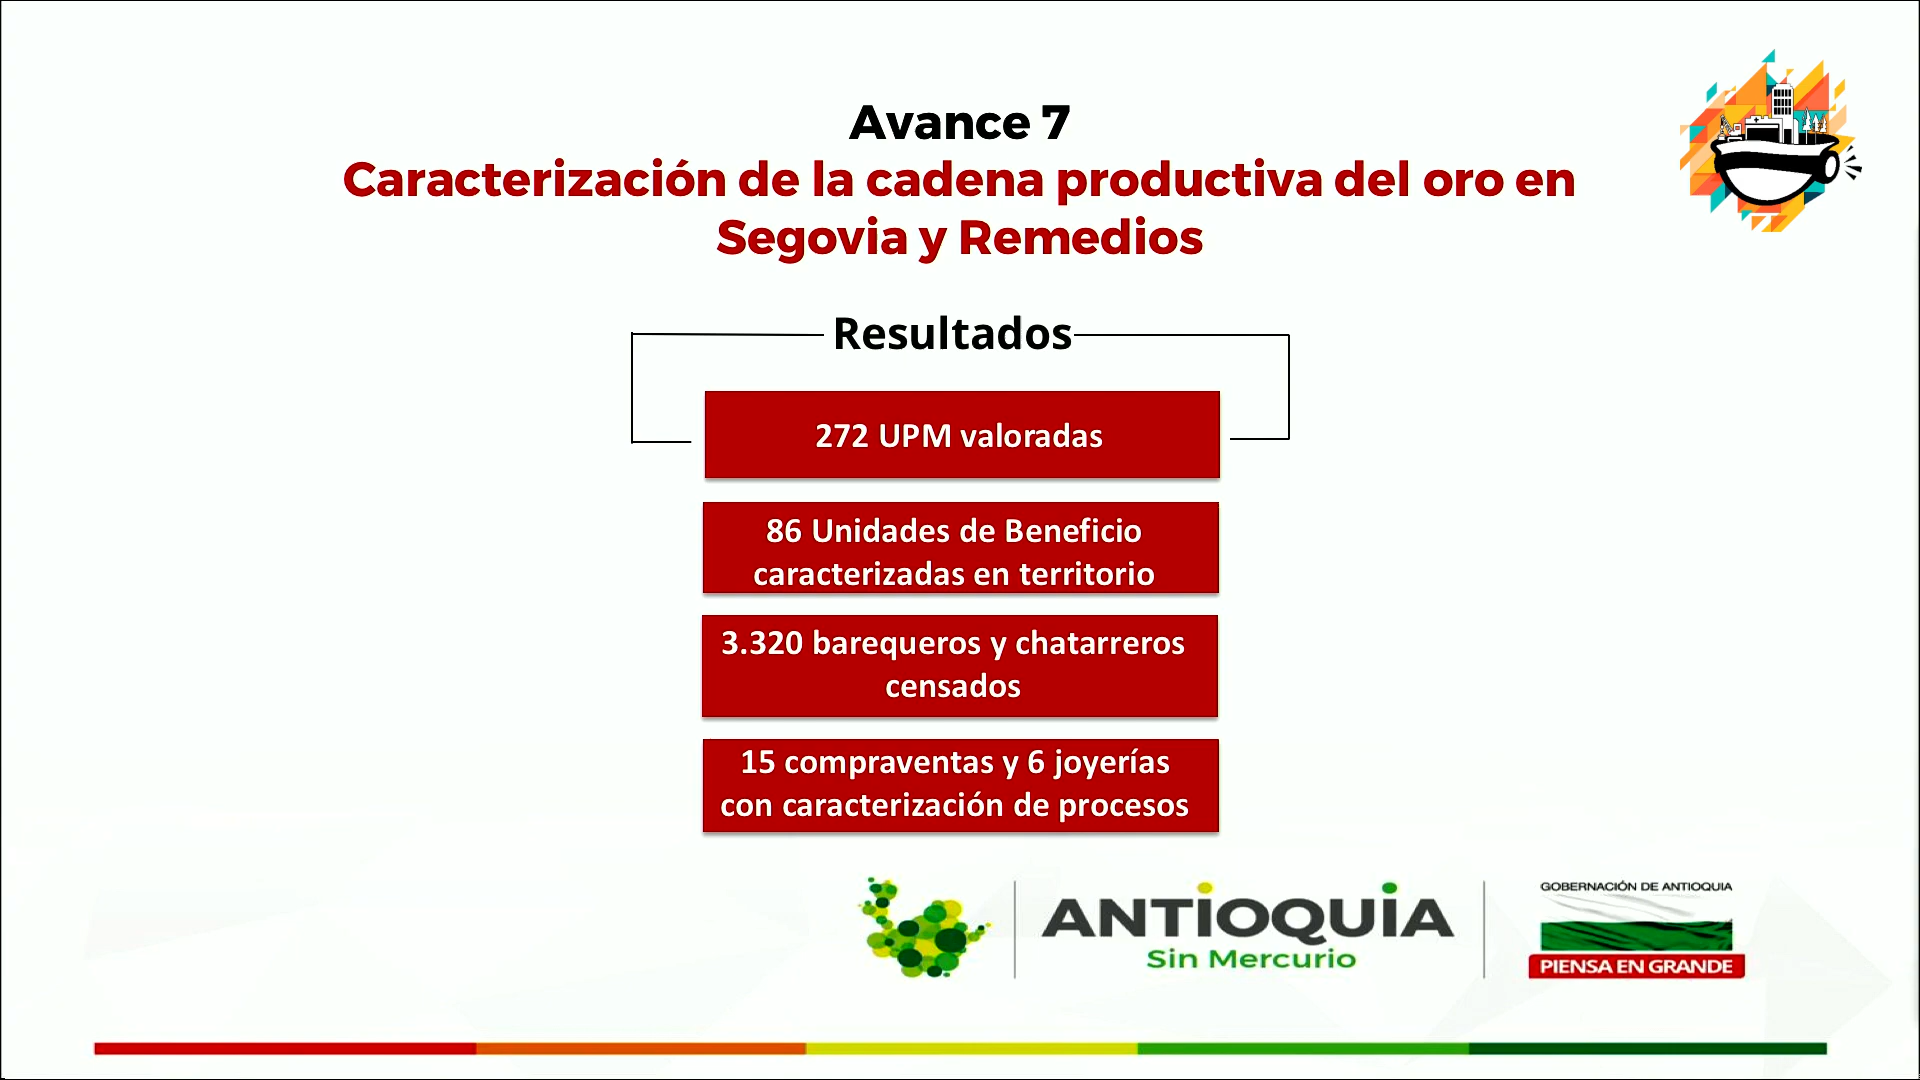 Avance 7
Caracterización de la cadena productiva del oro en
Segovia y Remedios
Resultados
272 UPM valoradas
86 Unidades de Beneficio
caracterizadas en territorio
3.320 barequeros y chatarreros
censados
15 compraventas y 6 joyerías
con caracterización de procesos
ANTIOQUIA
Sin Mercurio
GOBERNACIÓN DE ANTIOQUIA
PIENSA EN GRANDE